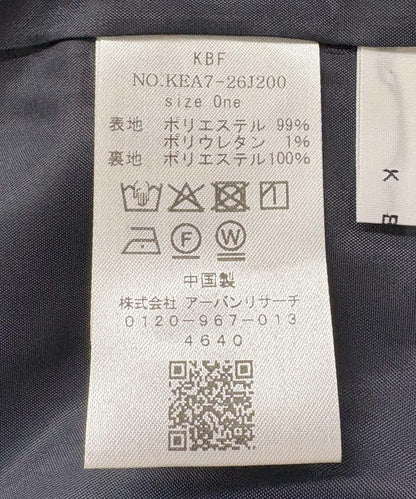 KBF
NO.KEA7-26J200
size One
表地 ポリエステル 99%
ポリウレタン 1%
裏地 ポリエステル100%
中国製
株式会社 アーバンリサーチ
0120-967-013
4640
K B